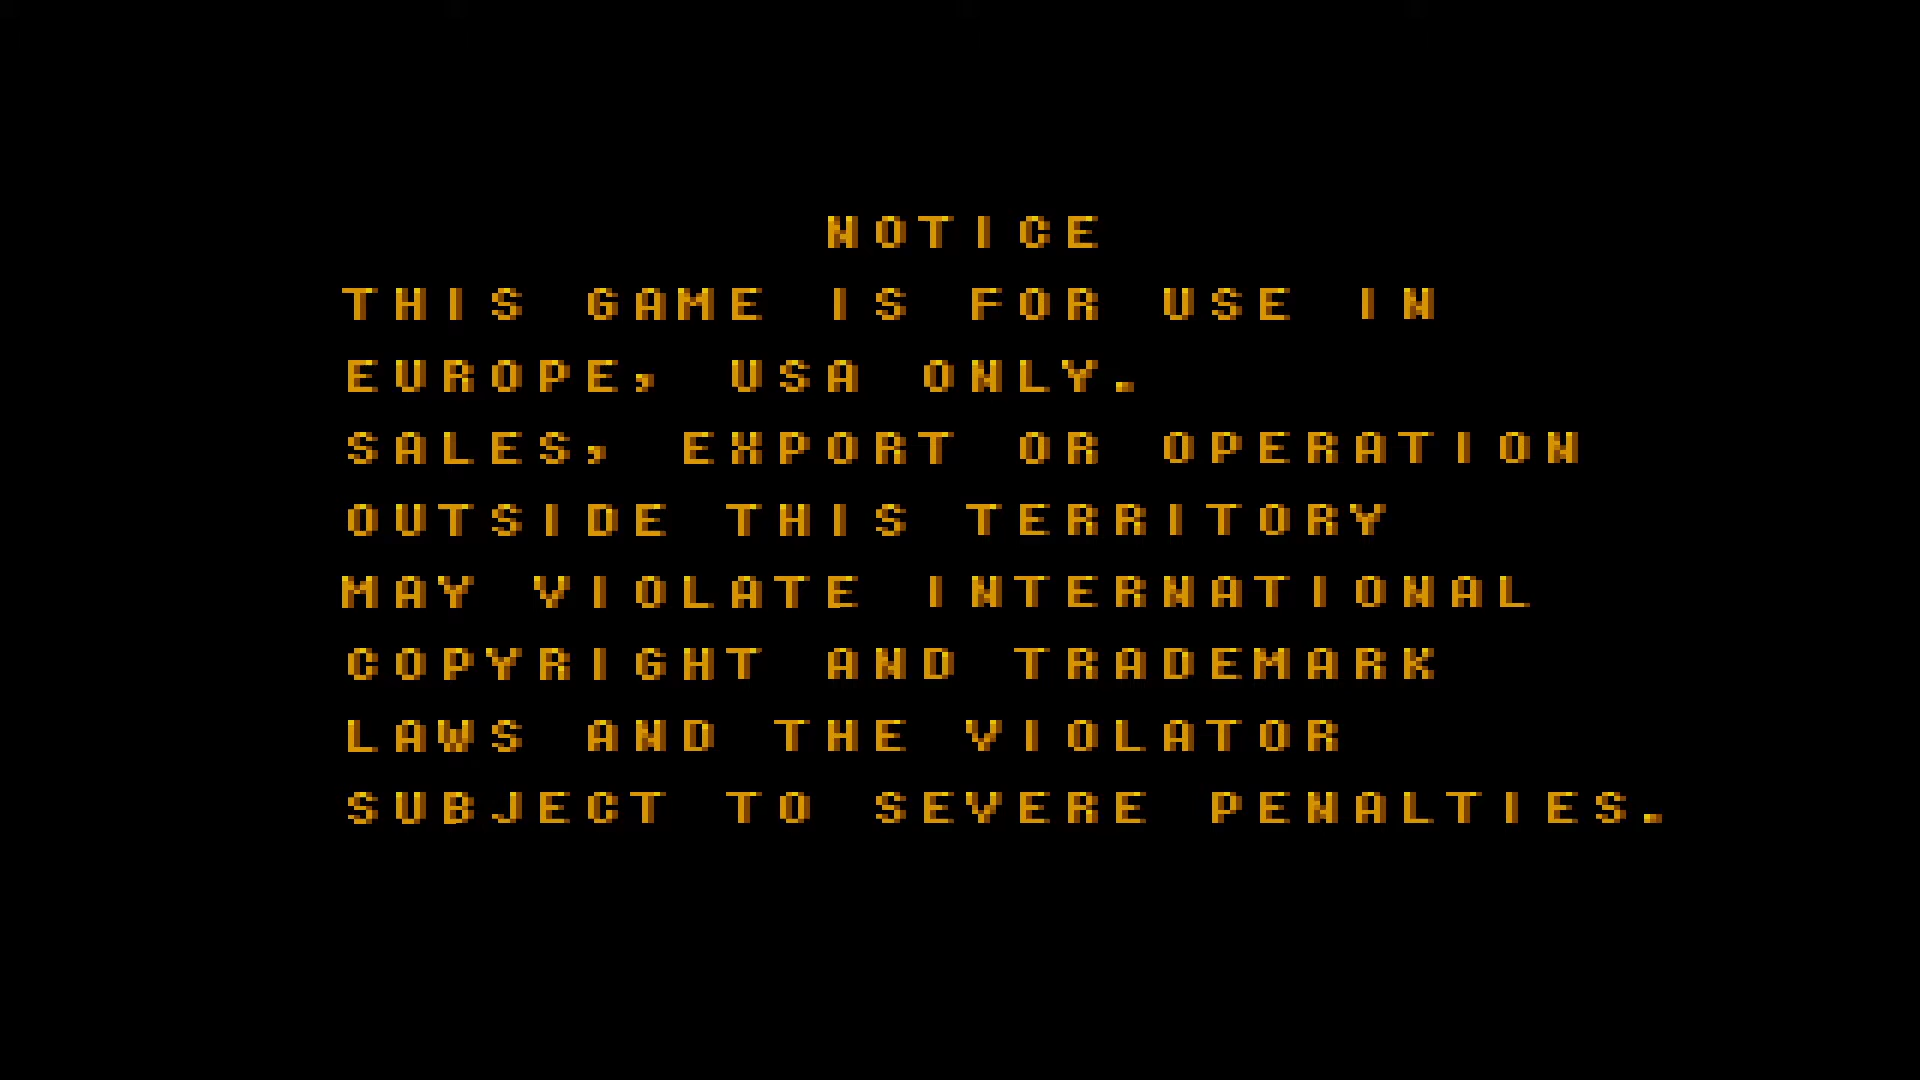 NOTICE
THIS GAME IS FOR USE IN
EUROPE, USA ONLY.
SALES, EXPORT OR OPERATION
OUTSIDE THIS TERRITORY
MAY VIOLATE INTERNATIONAL
COPYRIGHT AND TRADEMARK
LAWS AND THE VIOLATOR
SUBJECT TO SEVERE PENALTIES.